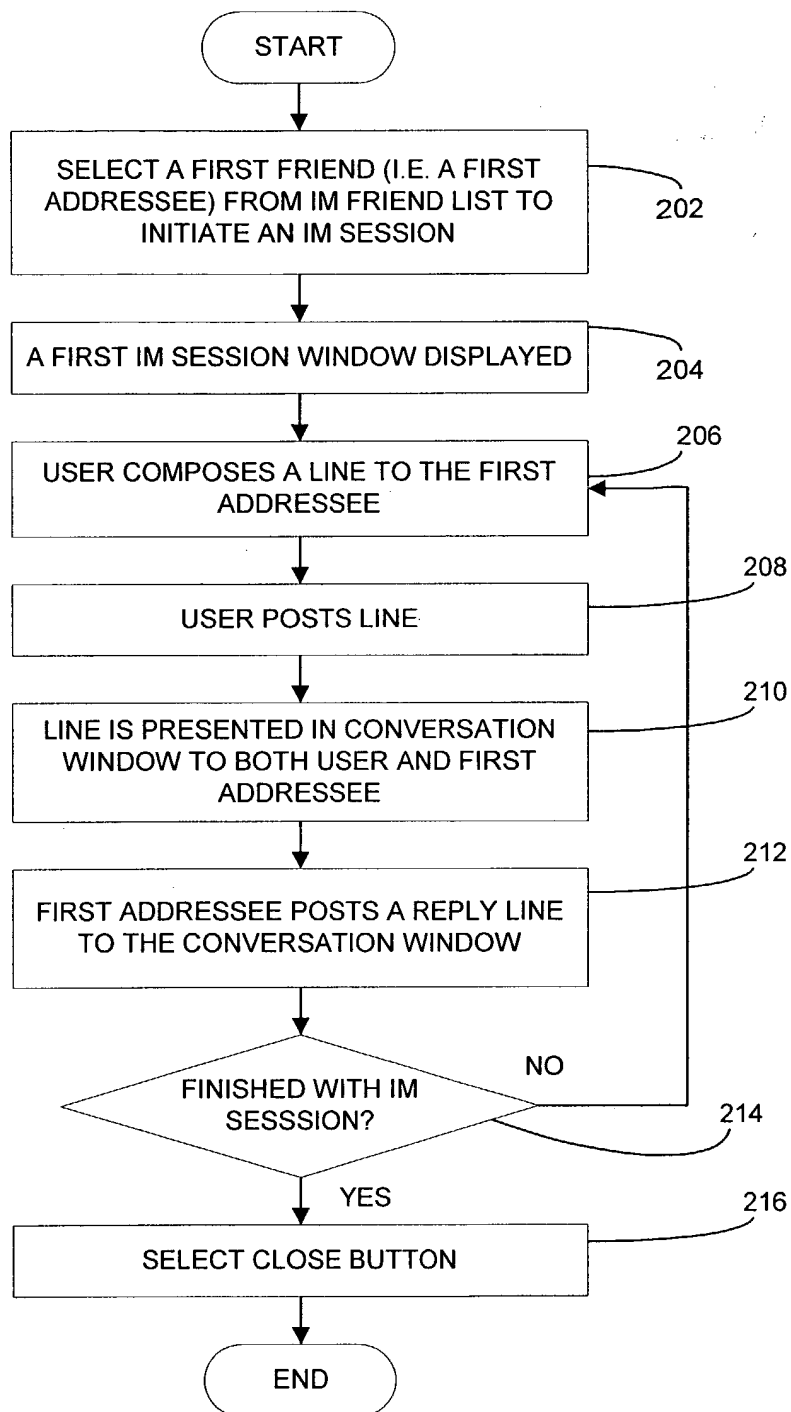 START
SELECT A FIRST FRIEND (I.E. A FIRST
ADDRESSEE) FROM IM FRIEND LIST TO
INITIATE AN IM SESSION
202
A FIRST IM SESSION WINDOW DISPLAYED
204
206
USER COMPOSES A LINE TO THE FIRST
ADDRESSEE
208
USER POSTS LINE
210
LINE IS PRESENTED IN CONVERSATION
WINDOW TO BOTH USER AND FIRST
ADDRESSEE
212
FIRST ADDRESSEE POSTS A REPLY LINE
TO THE CONVERSATION WINDOW
NO
FINISHED WITH IM
SESSSION?
214
YES
216
SELECT CLOSE BUTTON
END